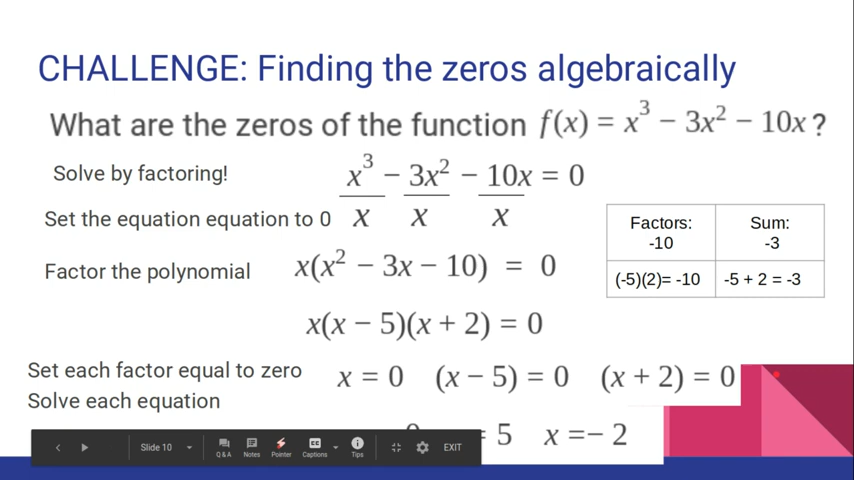 CHALLENGE: Finding the zeros algebraically
What are the zeros of the function f(x) = x³ − 3x² − 10x ?
Solve by factoring!
x³ − 3x² − 10x = 0
Set the equation equation to 0
x x x
Factors: -10
Sum: -3
(-5)(2)= -10
-5 + 2 = -3
Factor the polynomial
x(x² − 3x − 10) = 0
x(x − 5)(x + 2) = 0
Set each factor equal to zero
x = 0 (x − 5) = 0 (x + 2) = 0
Solve each equation
= 5 x =− 2
Slide 10
Q & A
Notes
Pointer
CC
Captions
Tips
EXIT